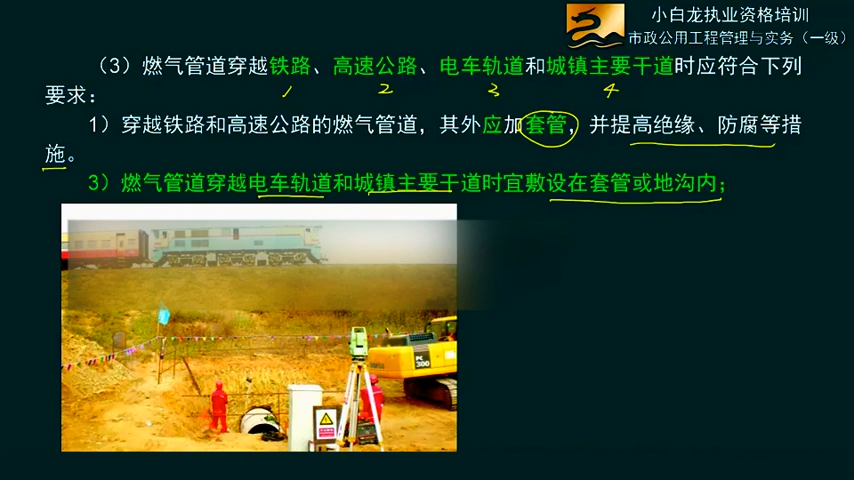 小白龙执业资格培训
市政公用工程管理与实务（一级）
（3）燃气管道穿越铁路、高速公路、电车轨道和城镇主要干道时应符合下列
要求：
1 2 3 4
1）穿越铁路和高速公路的燃气管道，其外应加套管，并提高绝缘、防腐等措
施。
3）燃气管道穿越电车轨道和城镇主要干道时宜敷设在套管或地沟内；
PC
300